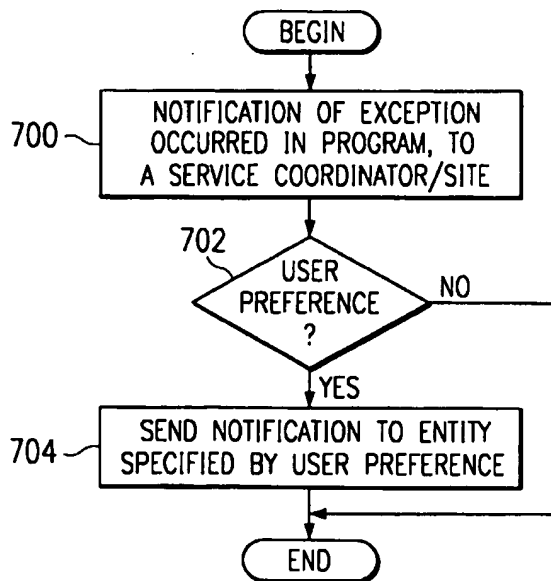 BEGIN
NOTIFICATION OF EXCEPTION
OCCURRED IN PROGRAM, TO
A SERVICE COORDINATOR/SITE
700
702
USER
PREFERENCE
?
NO
YES
SEND NOTIFICATION TO ENTITY
SPECIFIED BY USER PREFERENCE
704
END